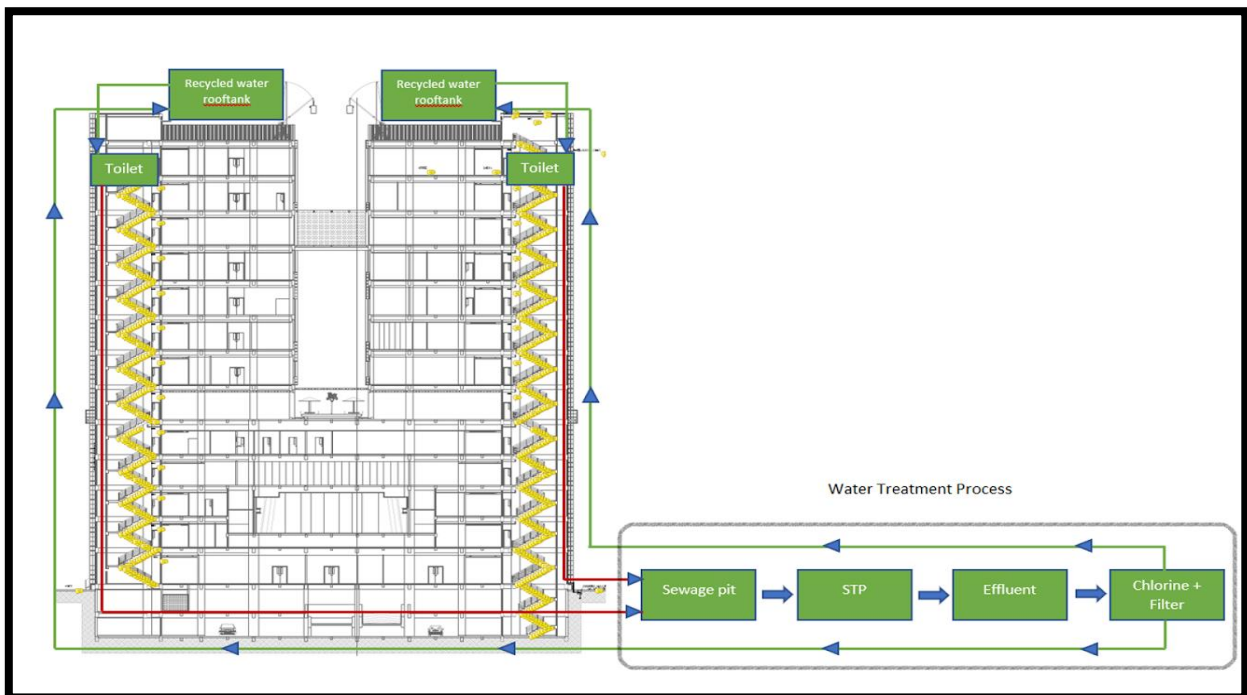 Recycled water
rooftank
Recycled water
rooftank
Toilet
Toilet
Water Treatment Process
Sewage pit
STP
Effluent
Chlorine +
Filter